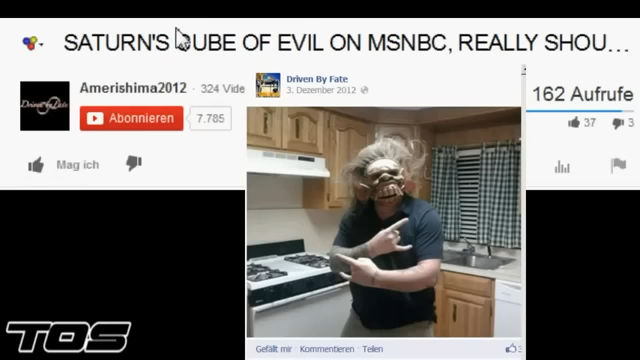 SATURN'S CUBE OF EVIL ON MSNBC, REALLY SHOU...
Amerishima2012 · 324 Vide
Abonnieren 7.785
Mag ich
Driven By Fate
3. Dezember 2012
162 Aufrufe
37 3
Gefällt mir · Kommentieren · Teilen
3
TOS